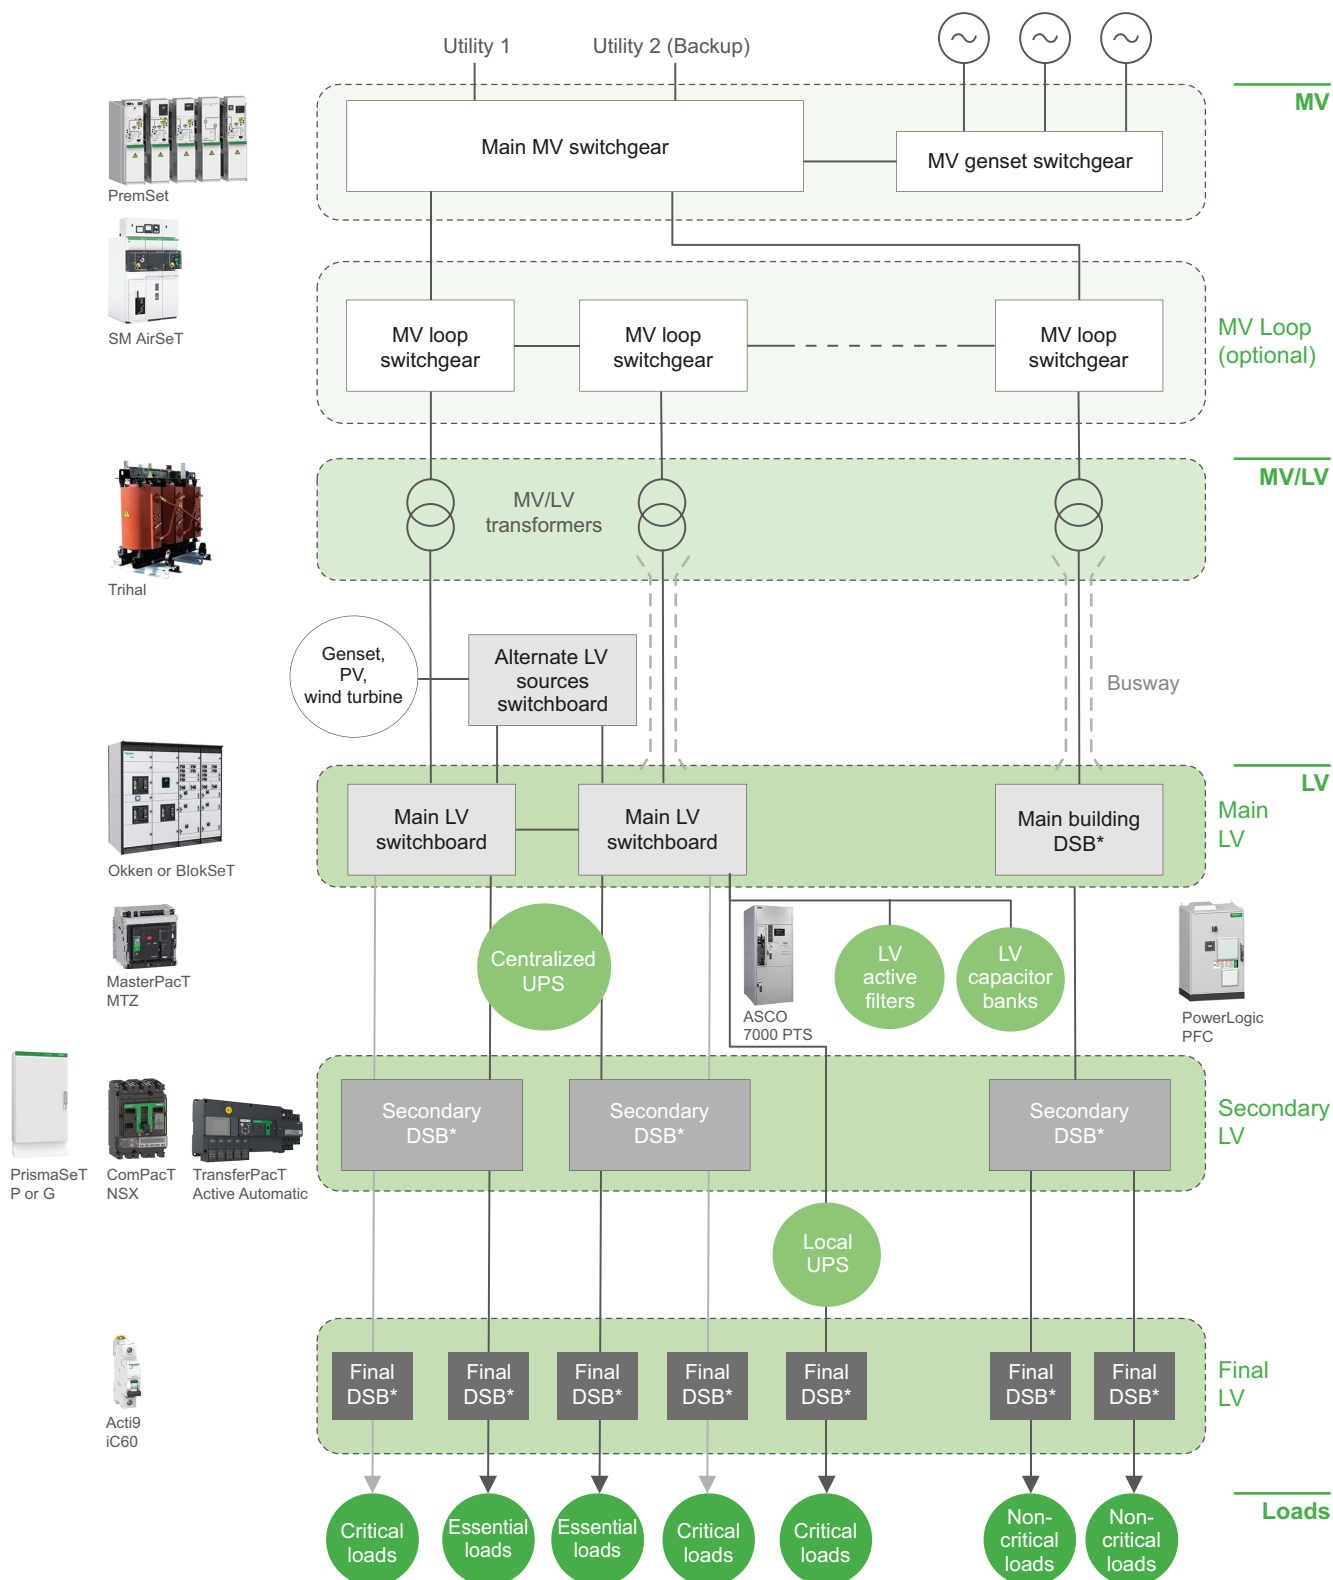 Utility 1
Utility 2 (Backup)
MV
Main MV switchgear
MV genset switchgear
PremSet
SM AirSeT
MV loop
switchgear
MV loop
switchgear
MV loop
switchgear
MV Loop
(optional)
MV/LV
MV/LV
transformers
Trihal
Genset,
PV,
wind turbine
Alternate LV
sources
switchboard
Busway
LV
Main LV
switchboard
Main LV
switchboard
Main building
DSB*
Main
LV
Okken or BlokSeT
MasterPacT
MTZ
Centralized
UPS
ASCO
7000 PTS
LV
active
filters
LV
capacitor
banks
PowerLogic
PFC
PrismaSeT
P or G
ComPacT
NSX
TransferPacT
Active Automatic
Secondary
DSB*
Secondary
DSB*
Secondary
DSB*
Secondary
LV
Local
UPS
Acti9
iC60
Final
DSB*
Final
DSB*
Final
DSB*
Final
DSB*
Final
DSB*
Final
DSB*
Final
DSB*
Final
LV
Loads
Critical
loads
Essential
loads
Essential
loads
Critical
loads
Critical
loads
Non-
critical
loads
Non-
critical
loads